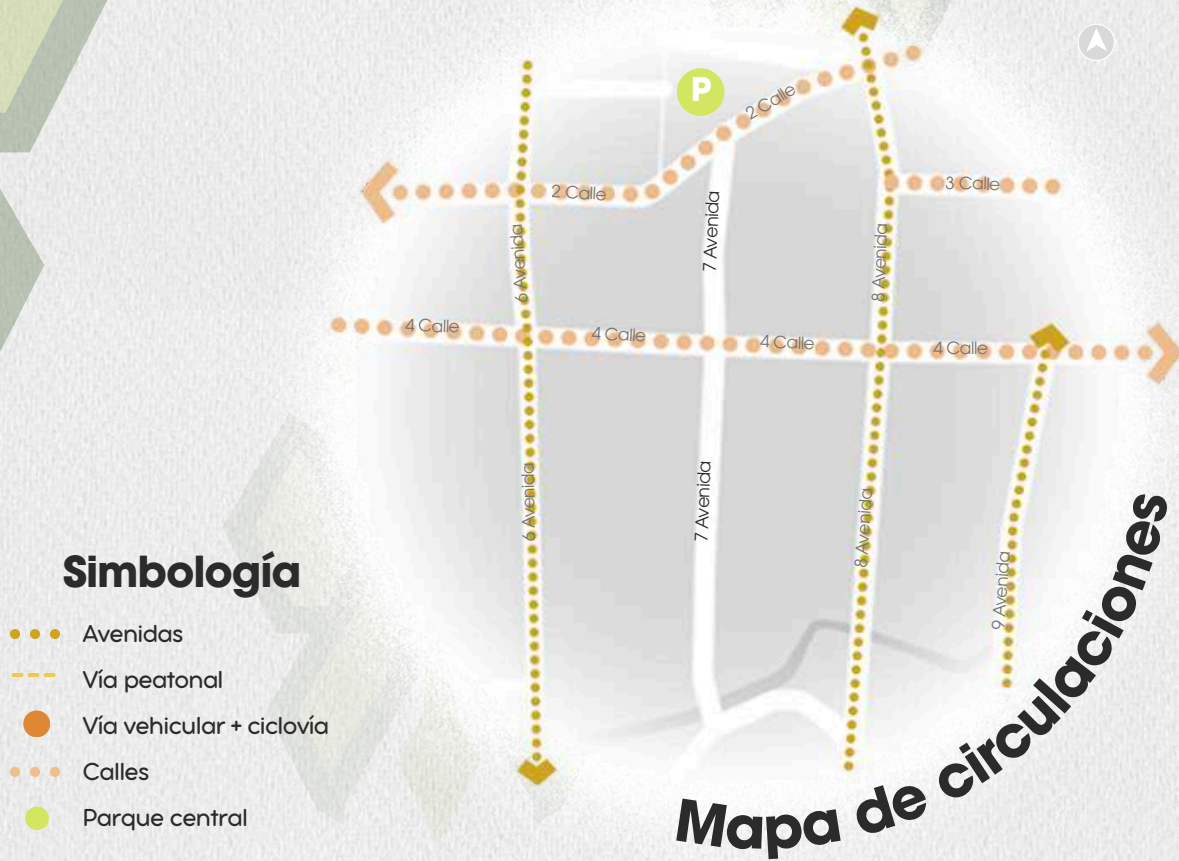 P
2 Calle
2 Calle
3 Calle
6 Avenida
7 Avenida
8 Avenida
4 Calle
4 Calle
4 Calle
4 Calle
6 Avenida
7 Avenida
8 Avenida
9 Avenida
Simbología
Avenidas
Vía peatonal
Vía vehicular + ciclovía
Calles
Parque central
Mapa de circulaciones